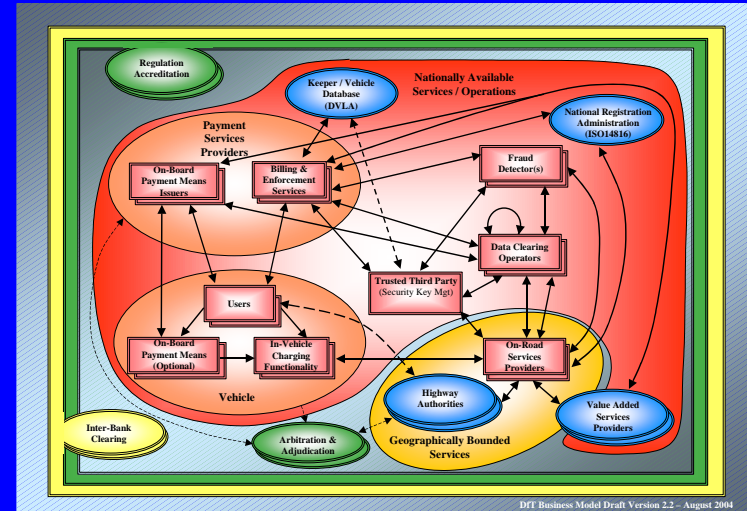 Regulation
Accreditation
Keeper / Vehicle
Database
(DVLA)
Nationally Available
Services / Operations
National Registration
Administration
(ISO14816)
Payment
Services
Providers
On-Board
Payment Means
Issuers
Billing &
Enforcement
Services
Fraud
Detector(s)
Data Clearing
Operators
Trusted Third Party
(Security Key Mgt)
Users
On-Board
Payment Means
(Optional)
In-Vehicle
Charging
Functionality
On-Road
Services
Providers
Vehicle
Highway
Authorities
Value Added
Services
Providers
Inter-Bank
Clearing
Arbitration &
Adjudication
Geographically Bounded
Services
DfT Business Model Draft Version 2.2 – August 2004